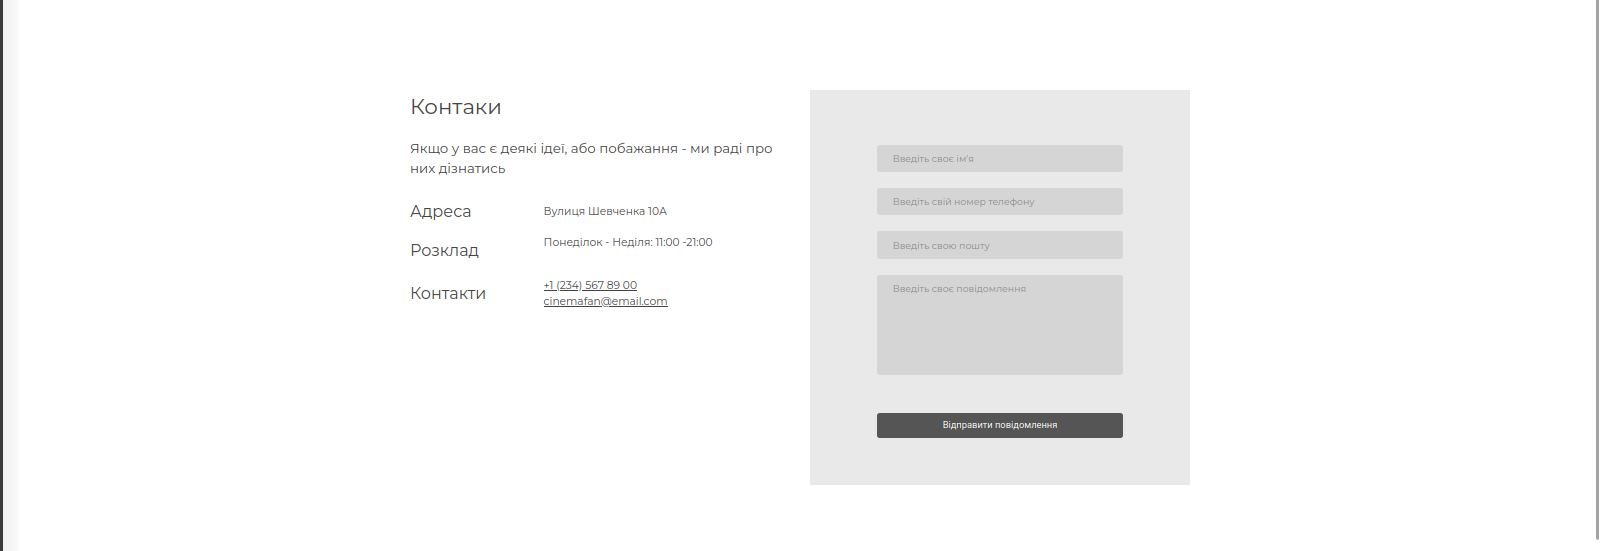 Контаки
Якщо у вас є деякі ідеї, або побажання - ми раді про
них дізнатись
Адреса
Вулиця Шевченка 10А
Розклад
Понеділок - Неділя: 11:00 -21:00
Контакти
+1 (234) 567 89 00
cinemafan@email.com
Введіть своє ім'я
Введіть свій номер телефону
Введіть свою пошту
Введіть своє повідомлення
Відправити повідомлення